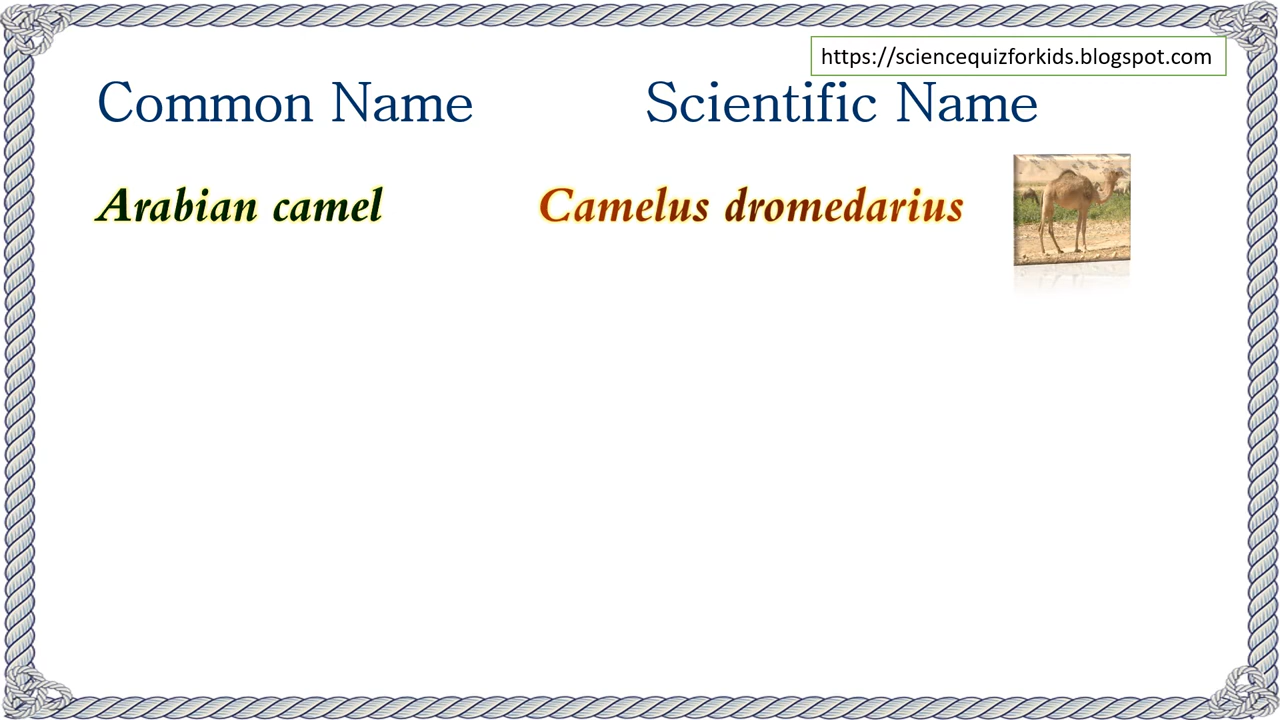 https://sciencequizforkids.blogspot.com
Common Name Scientific Name
Arabian camel Camelus dromedarius